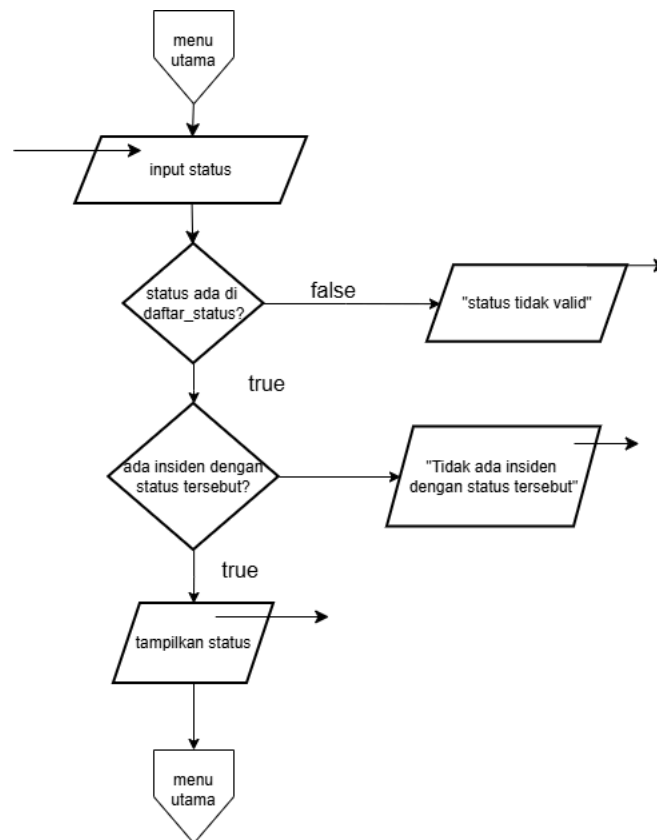 menu
utama
input status
status ada di
daftar_status?
false
"status tidak valid"
true
ada insiden dengan
status tersebut?
"Tidak ada insiden
dengan status tersebut"
true
tampilkan status
menu
utama